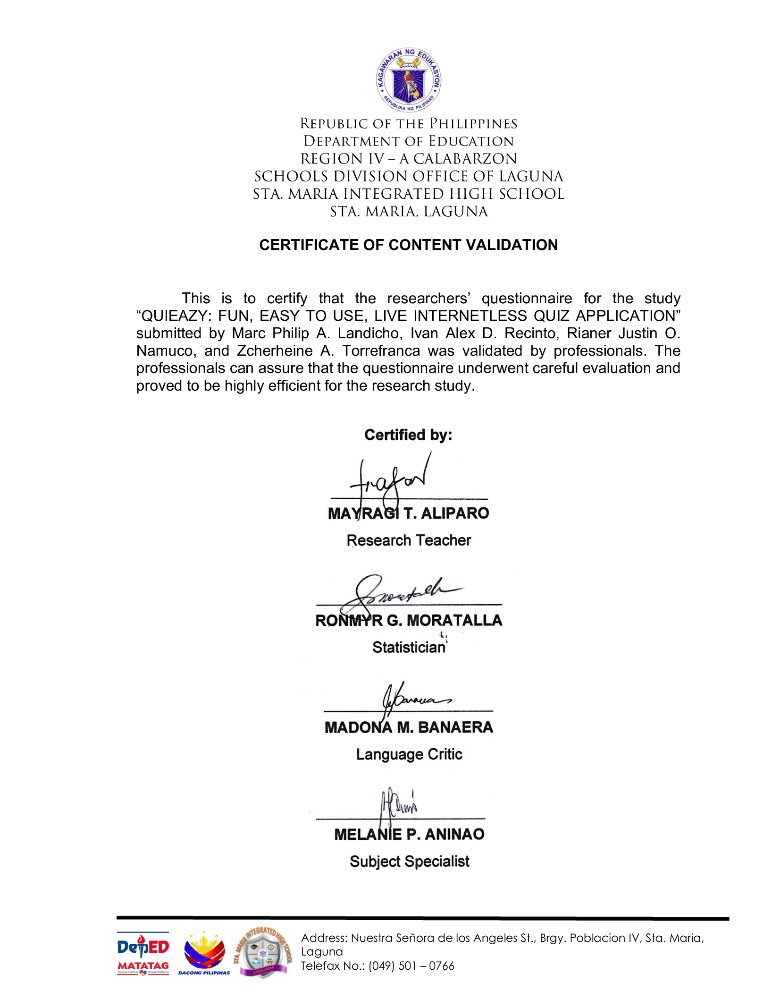 KAGAWARAN NG EDUKASYON
REPUBLIKA NG PILIPINAS
Republic of the Philippines
Department of Education
REGION IV – A CALABARZON
SCHOOLS DIVISION OFFICE OF LAGUNA
STA. MARIA INTEGRATED HIGH SCHOOL
STA. MARIA, LAGUNA
CERTIFICATE OF CONTENT VALIDATION
This is to certify that the researchers’ questionnaire for the study
“QUIEAZY: FUN, EASY TO USE, LIVE INTERNETLESS QUIZ APPLICATION”
submitted by Marc Philip A. Landicho, Ivan Alex D. Recinto, Rianer Justin O.
Namuco, and Zcherheine A. Torrefranca was validated by professionals. The
professionals can assure that the questionnaire underwent careful evaluation and
proved to be highly efficient for the research study.
Certified by:
MAYRAGI T. ALIPARO
Research Teacher
RONMYR G. MORATALLA
Statistician
MADONA M. BANAERA
Language Critic
MELANIE P. ANINAO
Subject Specialist
DepED
MATATAG
BAGONG PILIPINAS
STA. MARIA INTEGRATED HIGH SCHOOL
1970-2016
Address: Nuestra Señora de los Angeles St., Brgy. Poblacion IV, Sta. Maria,
Laguna
Telefax No.: (049) 501 – 0766